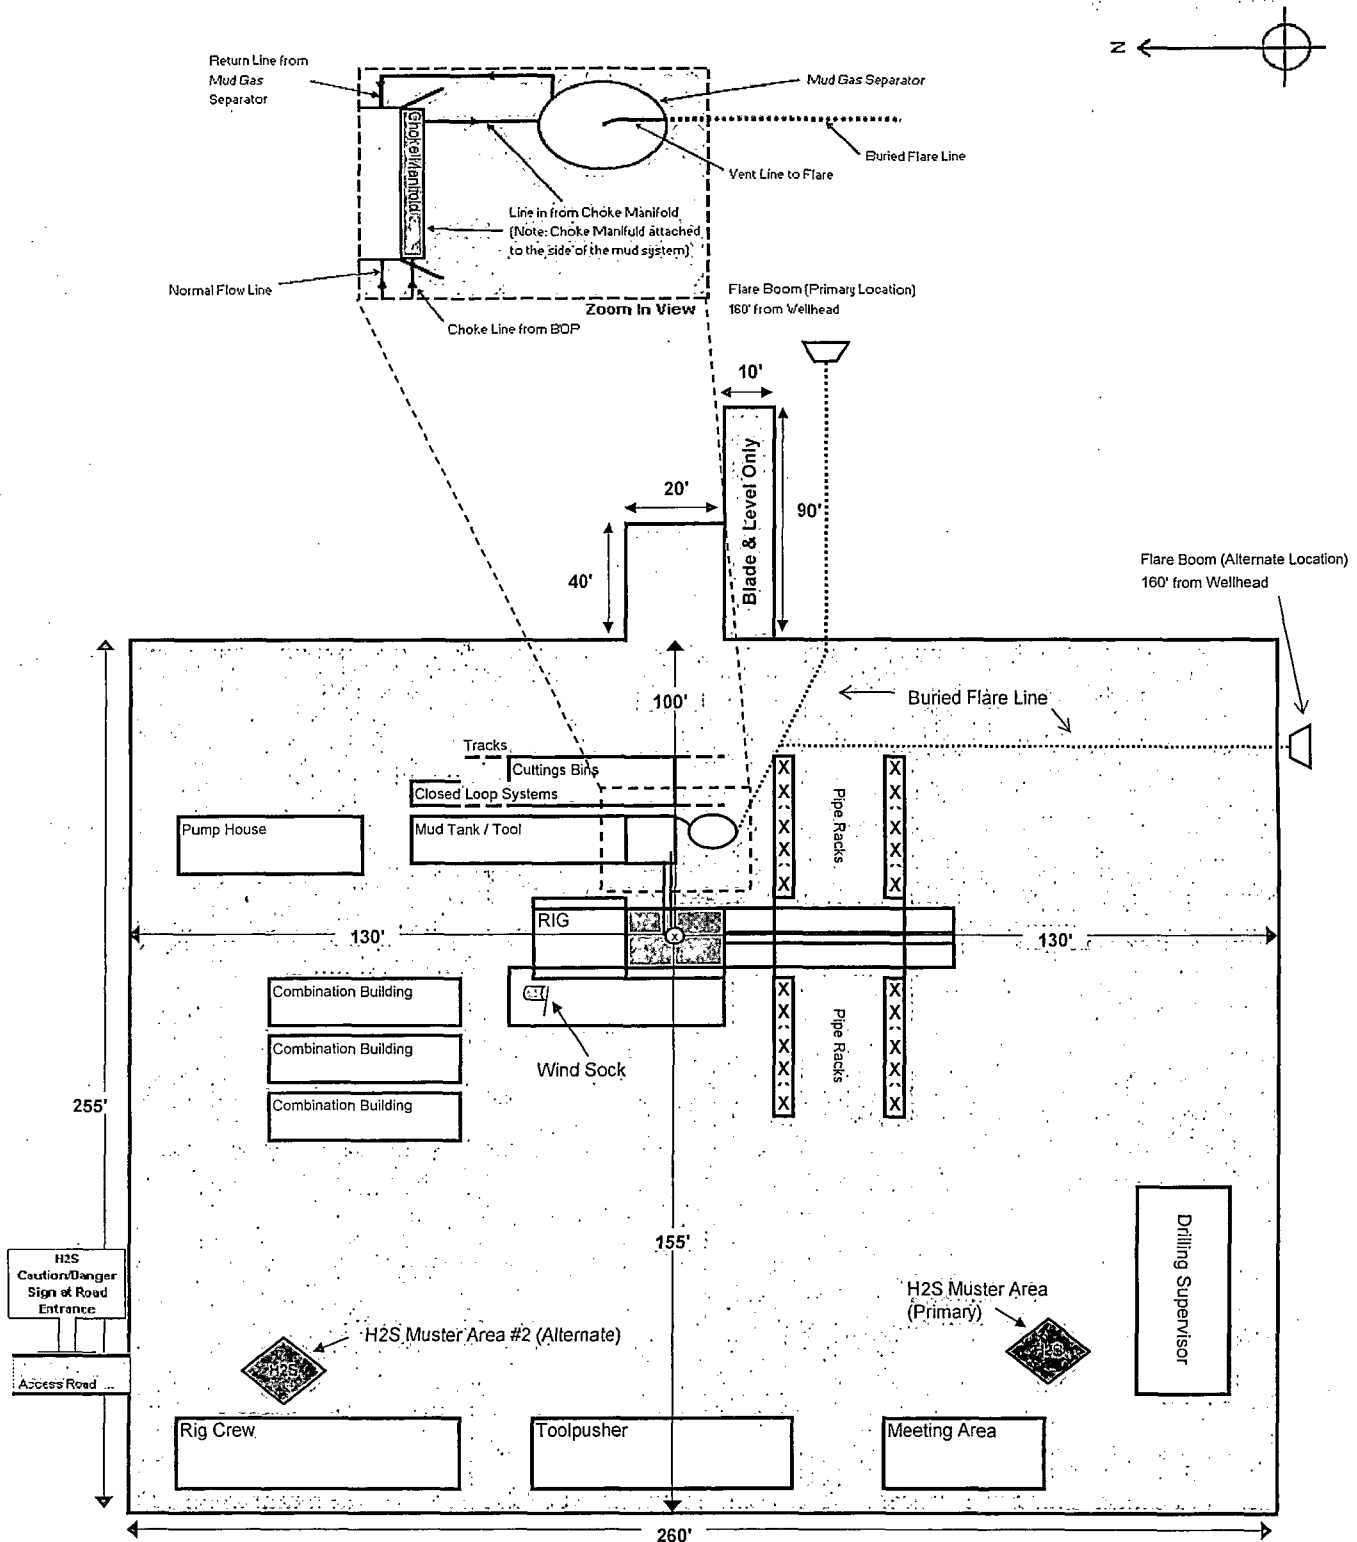 N
Return Line from
Mud Gas
Separator
Mud Gas Separator
Choke Manifold
Buried Flare Line
Vent Line to Flare
Line in from Choke Manifold
(Note: Choke Manifold attached
to the side of the mud system)
Normal Flow Line
Choke Line from BOP
Zoom In View
Flare Boom (Primary Location)
160' from Wellhead
10'
Blade & Level Only
90'
20'
40'
Flare Boom (Alternate Location)
160' from Wellhead
100'
Buried Flare Line
Tracks
Cuttings Bins
Closed Loop Systems
Pump House
Mud Tank / Tool
X
X
X
X
X
Pipe Racks
X
X
X
X
X
RIG
x
130'
130'
Combination Building
Combination Building
Combination Building
Wind Sock
X
X
X
X
X
Pipe Racks
X
X
X
X
X
255'
155'
Drilling Supervisor
H2S
Caution/Danger
Sign at Road
Entrance
Access Road
H2S Muster Area #2 (Alternate)
H2S
H2S Muster Area
(Primary)
H2S
Rig Crew
Toolpusher
Meeting Area
260'